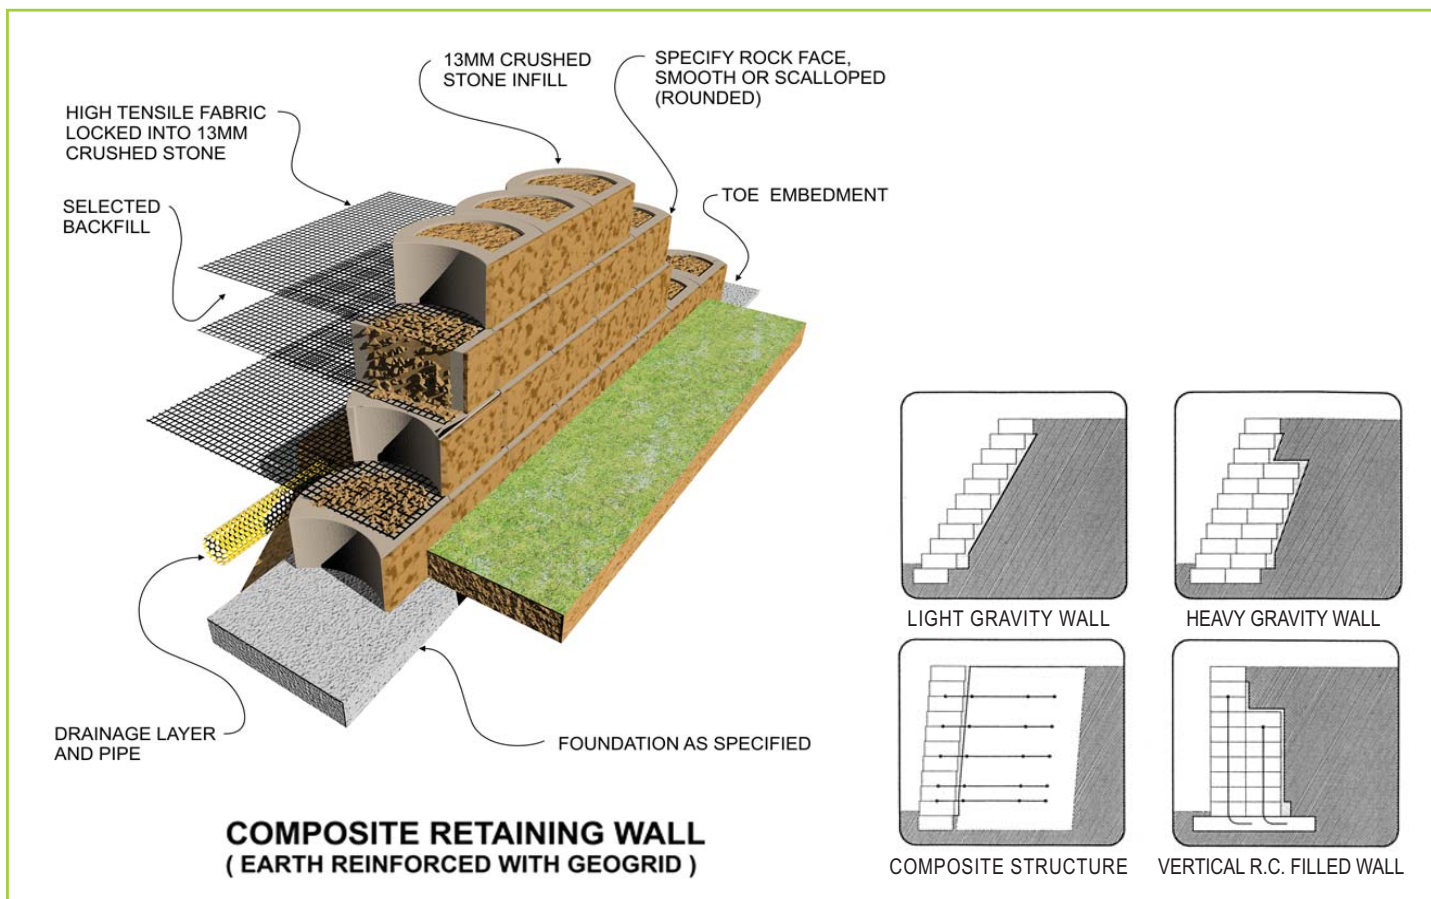 13MM CRUSHED
STONE INFILL
SPECIFY ROCK FACE,
SMOOTH OR SCALLOPED
(ROUNDED)
HIGH TENSILE FABRIC
LOCKED INTO 13MM
CRUSHED STONE
TOE EMBEDMENT
SELECTED
BACKFILL
DRAINAGE LAYER
AND PIPE
FOUNDATION AS SPECIFIED
COMPOSITE RETAINING WALL
( EARTH REINFORCED WITH GEOGRID )
LIGHT GRAVITY WALL
HEAVY GRAVITY WALL
COMPOSITE STRUCTURE
VERTICAL R.C. FILLED WALL